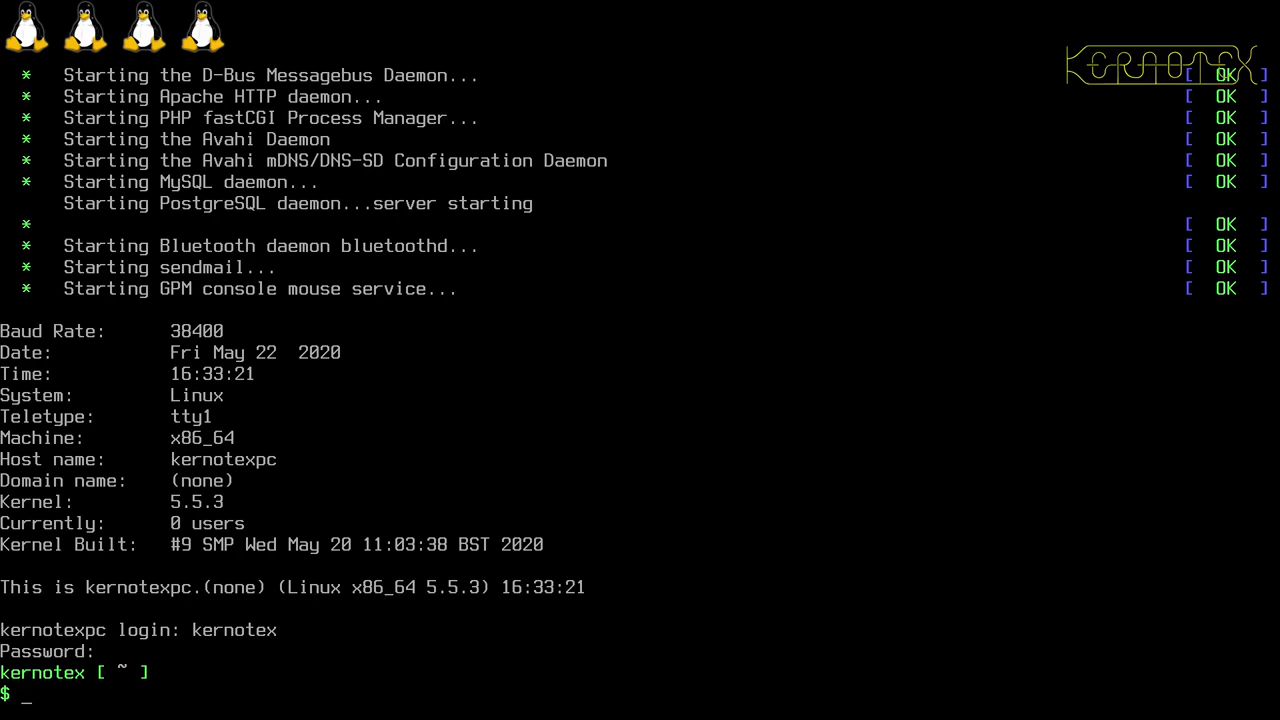 KERNOTEX
* Starting the D-Bus Messagebus Daemon... [ OK ]
* Starting Apache HTTP daemon... [ OK ]
* Starting PHP fastCGI Process Manager... [ OK ]
* Starting the Avahi Daemon [ OK ]
* Starting the Avahi mDNS/DNS-SD Configuration Daemon [ OK ]
* Starting MySQL daemon... [ OK ]
Starting PostgreSQL daemon...server starting
* [ OK ]
* Starting Bluetooth daemon bluetoothd... [ OK ]
* Starting sendmail... [ OK ]
* Starting GPM console mouse service... [ OK ]
Baud Rate: 38400
Date: Fri May 22  2020
Time: 16:33:21
System: Linux
Teletype: tty1
Machine: x86_64
Host name: kernotexpc
Domain name: (none)
Kernel: 5.5.3
Currently: 0 users
Kernel Built: #9 SMP Wed May 20 11:03:38 BST 2020
This is kernotexpc.(none) (Linux x86_64 5.5.3) 16:33:21
kernotexpc login: kernotex
Password:
kernotex [ ~ ]
$ _